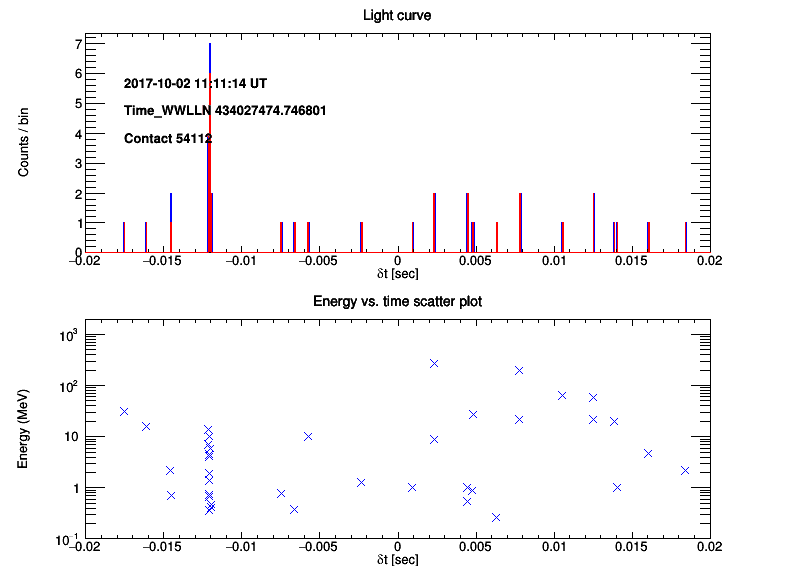 Light curve
Counts / bin
7
6
5
4
3
2
1
0
2017-10-02 11:11:14 UT
Time_WWLLN 434027474.746801
Contact 54112
−0.02 −0.015 −0.01 −0.005 0 0.005 0.01 0.015 0.02
δt [sec]
Energy vs. time scatter plot
Energy (MeV)
10³
10²
10
1
10⁻¹
−0.02 −0.015 −0.01 −0.005 0 0.005 0.01 0.015 0.02
δt [sec]